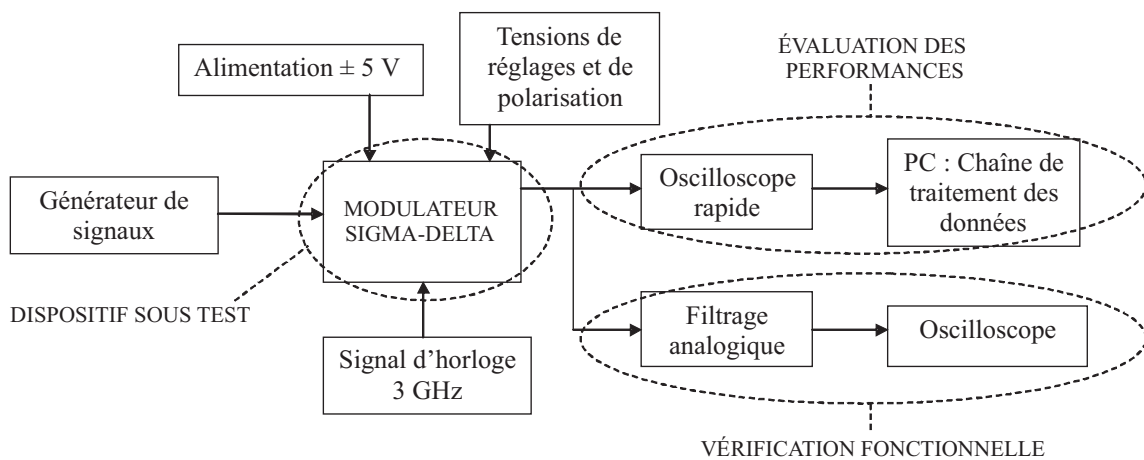 Alimentation ± 5 V
Tensions de
réglages et de
polarisation
ÉVALUATION DES
PERFORMANCES
Générateur de
signaux
MODULATEUR
SIGMA-DELTA
Oscilloscope
rapide
PC : Chaîne de
traitement des
données
DISPOSITIF SOUS TEST
Signal d’horloge
3 GHz
Filtrage
analogique
Oscilloscope
VÉRIFICATION FONCTIONNELLE